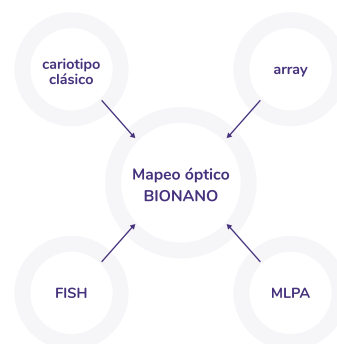 cariotipo
clásico
array
Mapeo óptico
BIONANO
FISH
MLPA